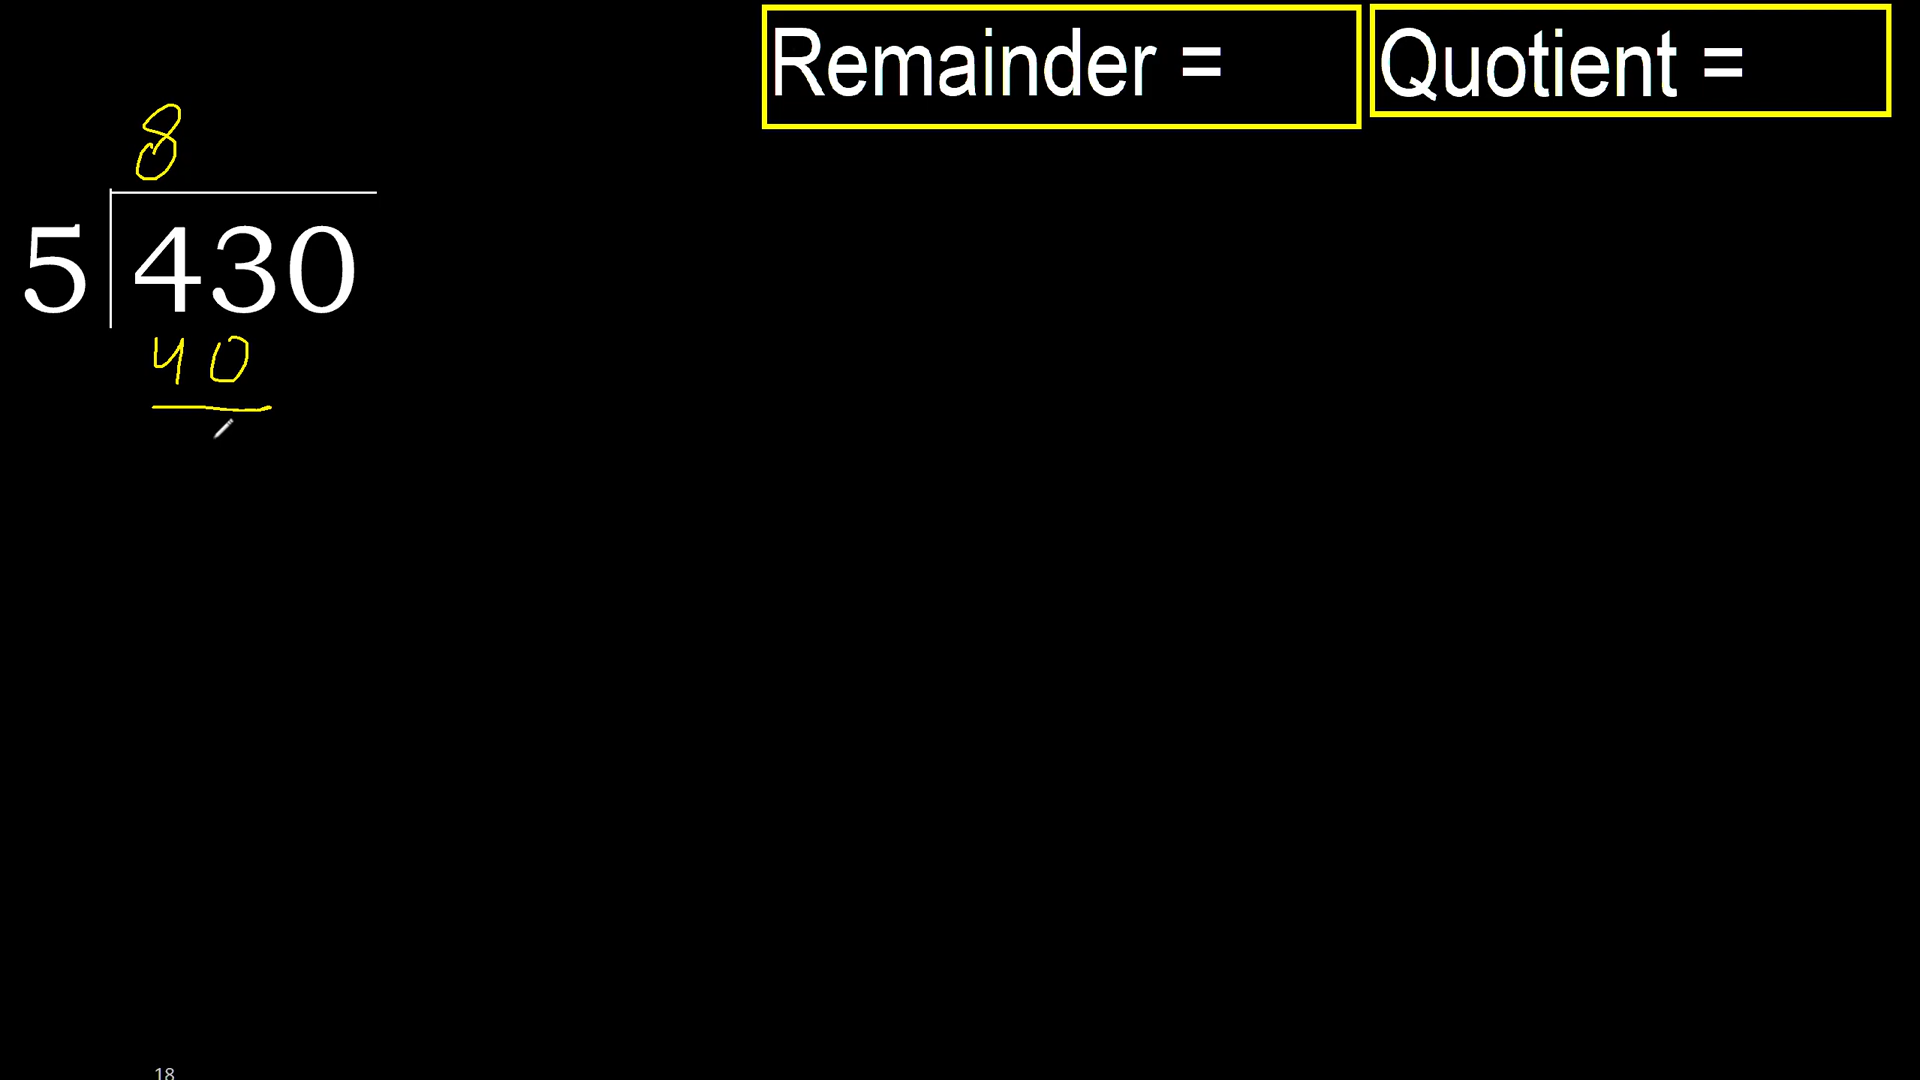 Remainder =
Quotient =
8
5 430
40
18